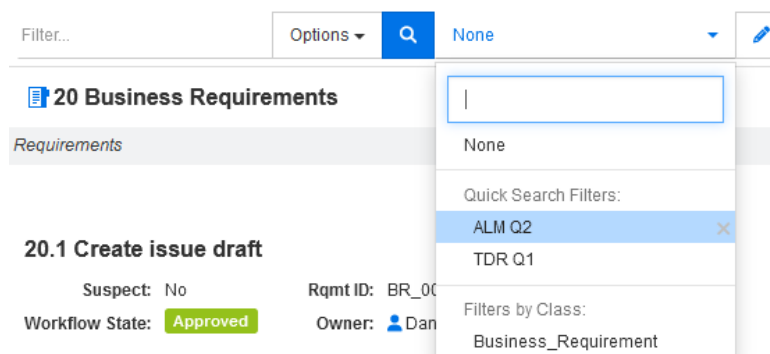 Filter...
Options
None
20 Business Requirements
Requirements
None
Quick Search Filters:
ALM Q2
TDR Q1
Filters by Class:
Business_Requirement
20.1 Create issue draft
Suspect: No
Rqmt ID:
Workflow State: Approved
Owner: